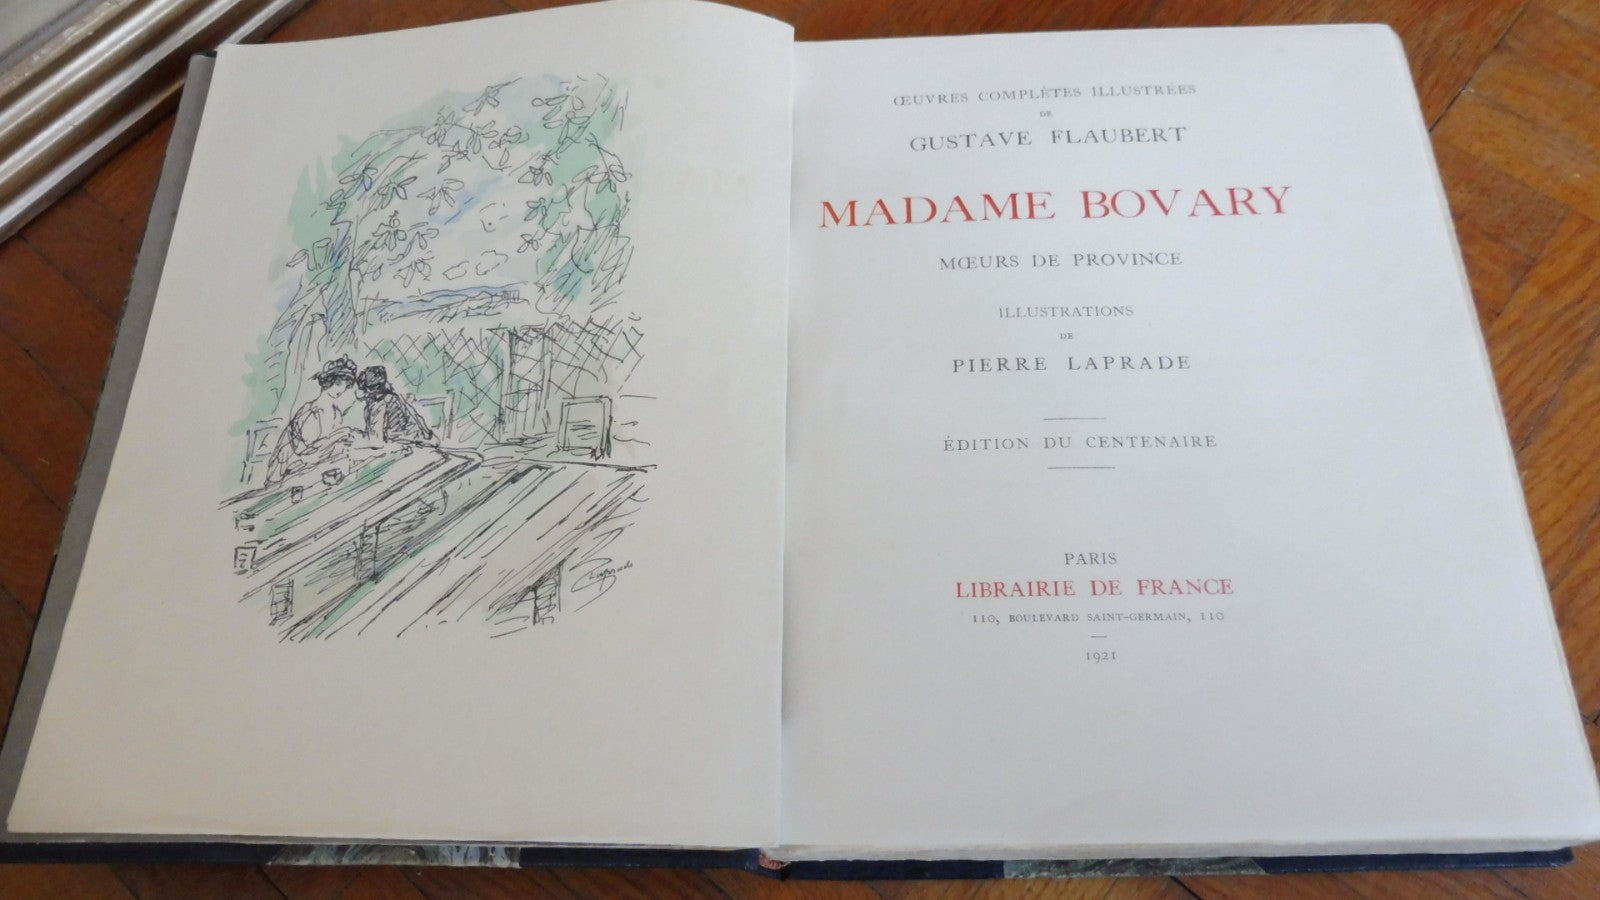 ŒUVRES COMPLÈTES ILLUSTRÉES
DE
GUSTAVE FLAUBERT
MADAME BOVARY
MŒURS DE PROVINCE
ILLUSTRATIONS
DE
PIERRE LAPRADE
ÉDITION DU CENTENAIRE
PARIS
LIBRAIRIE DE FRANCE
110, BOULEVARD SAINT-GERMAIN, 110
1921
Laprade